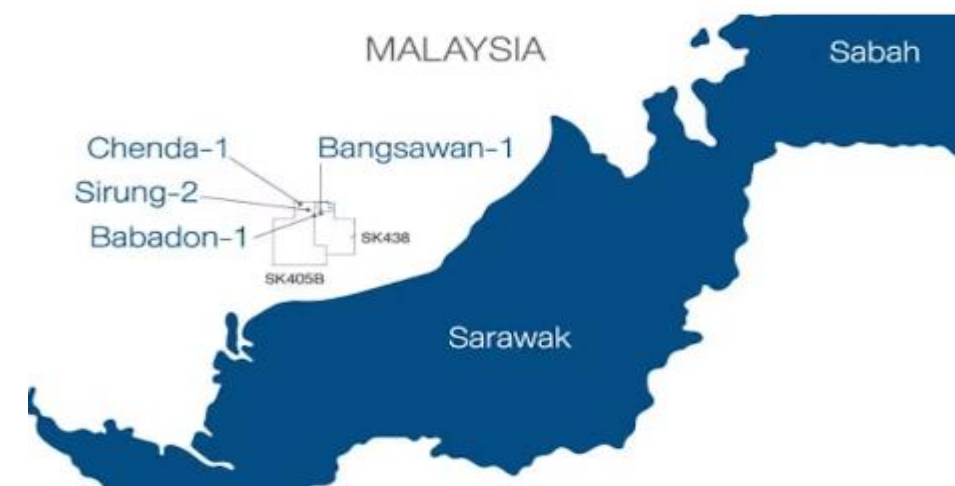 MALAYSIA
Sabah
Chenda-1
Bangsawan-1
Sirung-2
Babadon-1
SK438
SK405B
Sarawak